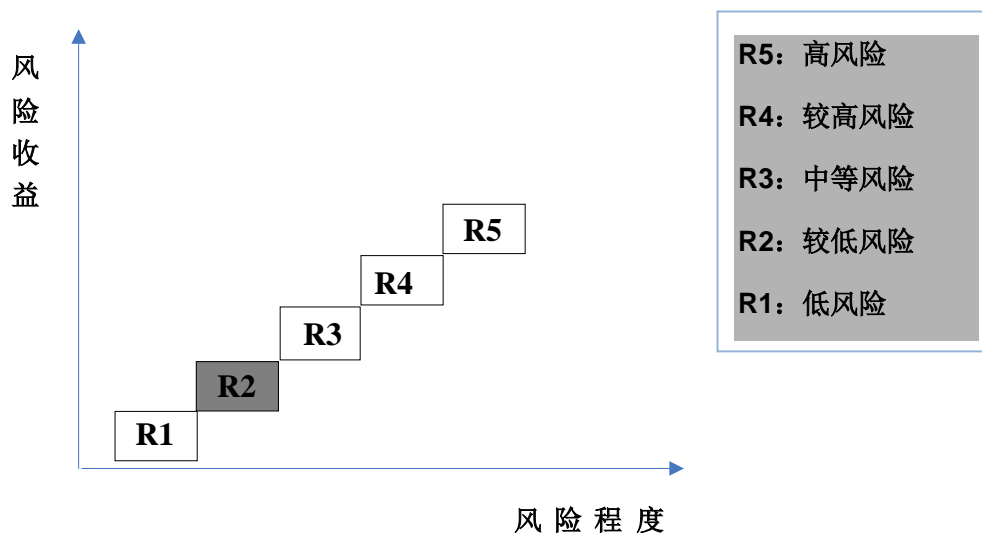 风
险
收
益
R5
R4
R3
R2
R1
风 险 程 度
R5：高风险
R4：较高风险
R3：中等风险
R2：较低风险
R1：低风险